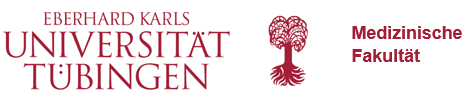 EBERHARD KARLS
UNIVERSITÄT
TÜBINGEN
Medizinische
Fakultät